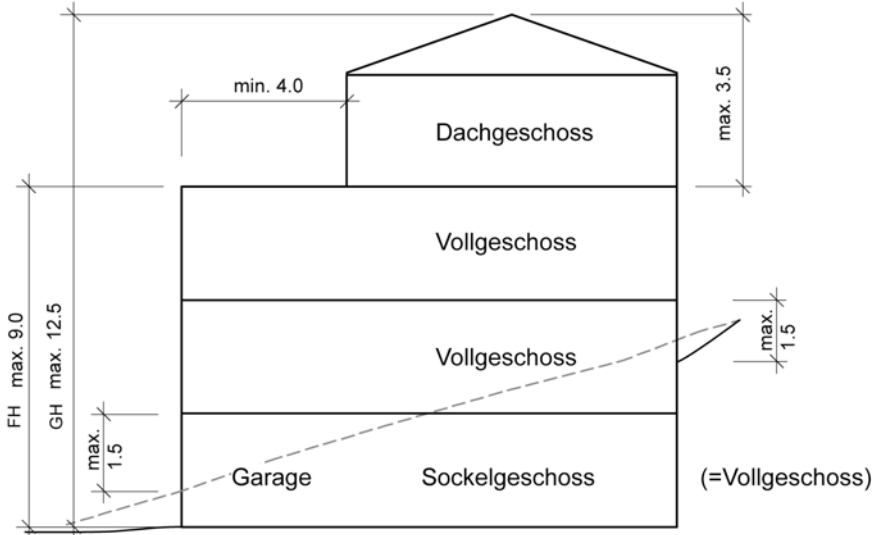 min. 4.0
max. 3.5
Dachgeschoss
Vollgeschoss
FH max. 9.0
GH max. 12.5
Vollgeschoss
max.
1.5
max.
1.5
Garage
Sockelgeschoss
(=Vollgeschoss)